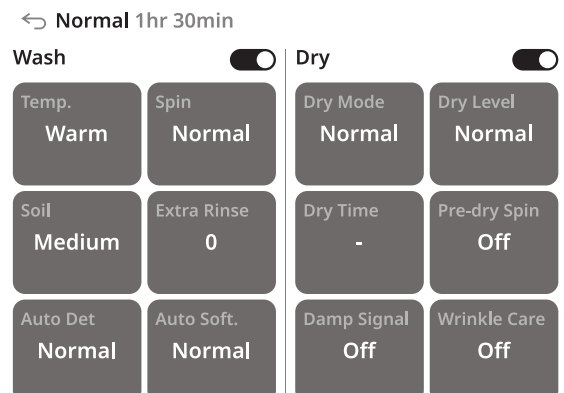 Normal 1hr 30min
Wash
Dry
Temp.
Warm
Spin
Normal
Dry Mode
Normal
Dry Level
Normal
Soil
Medium
Extra Rinse
0
Dry Time
-
Pre-dry Spin
Off
Auto Det
Normal
Auto Soft.
Normal
Damp Signal
Off
Wrinkle Care
Off